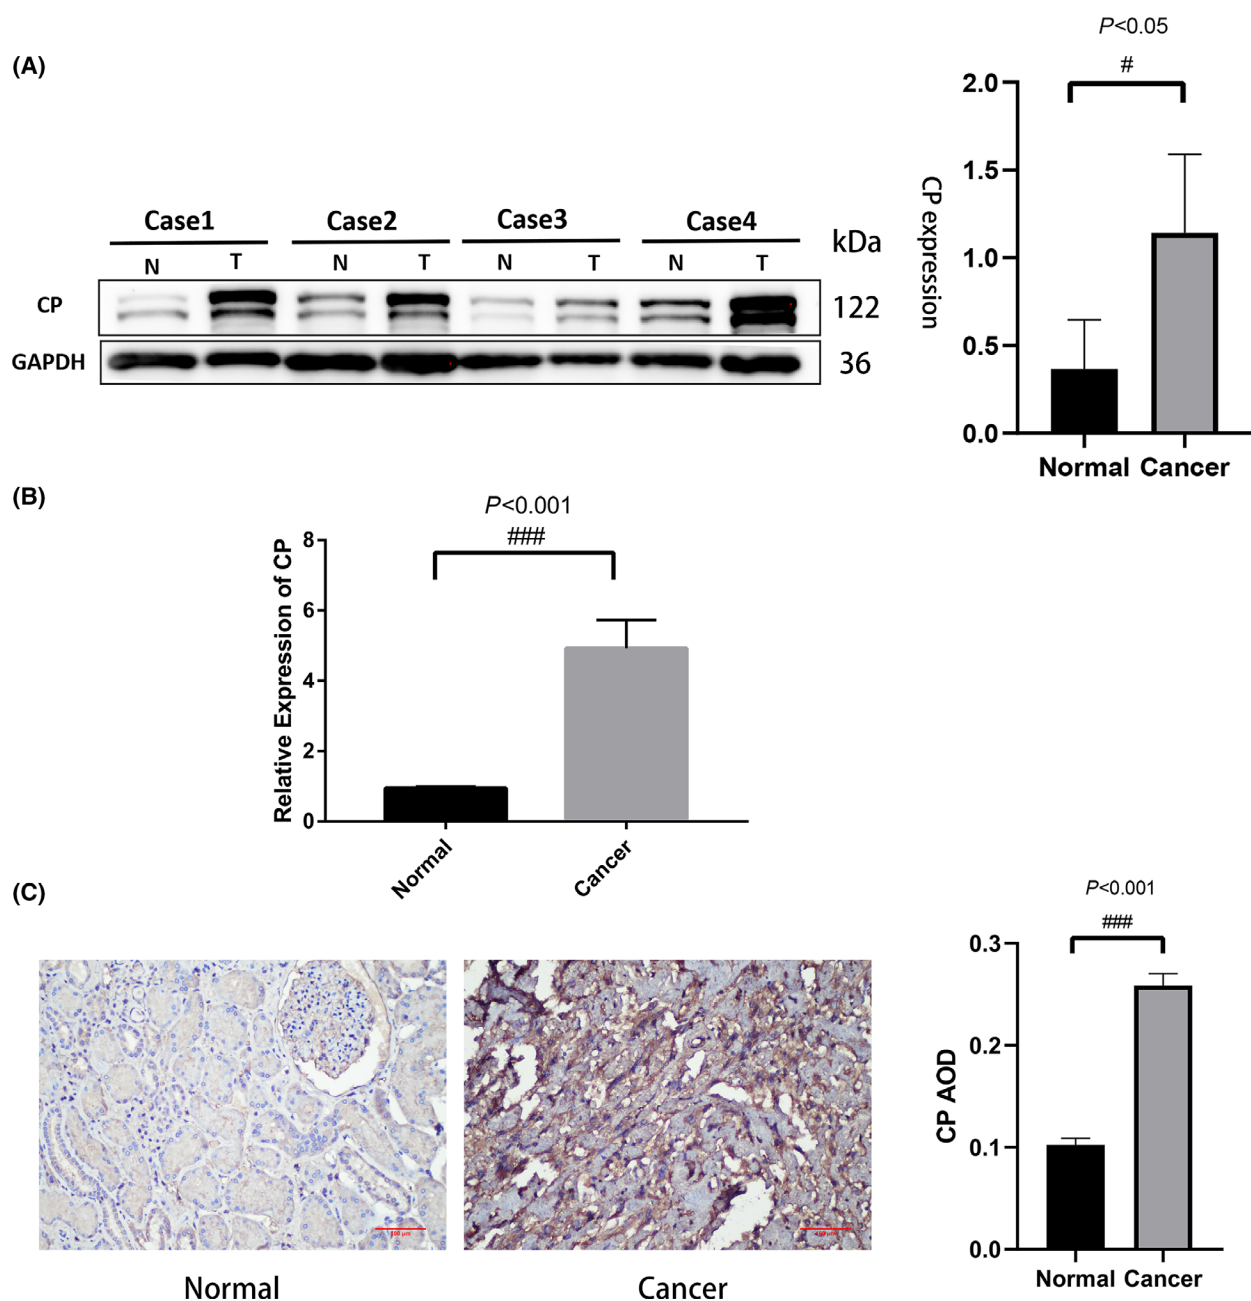 (A)
P<0.05
#
2.0
1.5
1.0
0.5
0.0
CP expression
Normal Cancer
Case1 Case2 Case3 Case4 kDa
N T N T N T N T
CP 122
GAPDH 36
(B)
P<0.001
###
8
6
4
2
0
Relative Expression of CP
Normal
Cancer
(C)
P<0.001
###
0.3
0.2
0.1
0.0
CP AOD
Normal Cancer
100 μm
Normal
Cancer